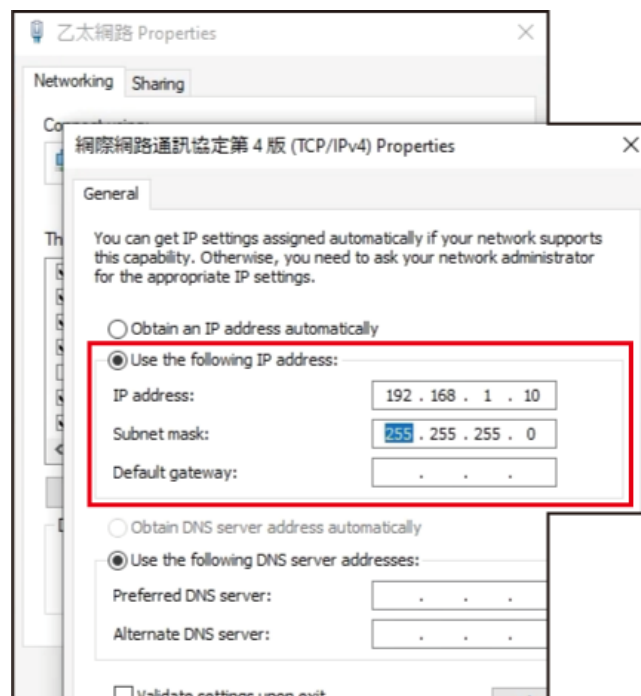 乙太網路 Properties
Networking
Sharing
網際網路通訊協定第 4 版 (TCP/IPv4) Properties
General
You can get IP settings assigned automatically if your network supports
this capability. Otherwise, you need to ask your network administrator
for the appropriate IP settings.
Obtain an IP address automatically
Use the following IP address:
IP address: 192 . 168 . 1 . 10
Subnet mask: 255 . 255 . 255 . 0
Default gateway: . . .
Obtain DNS server address automatically
Use the following DNS server addresses:
Preferred DNS server: . . .
Alternate DNS server: . . .
Validate settings upon exit